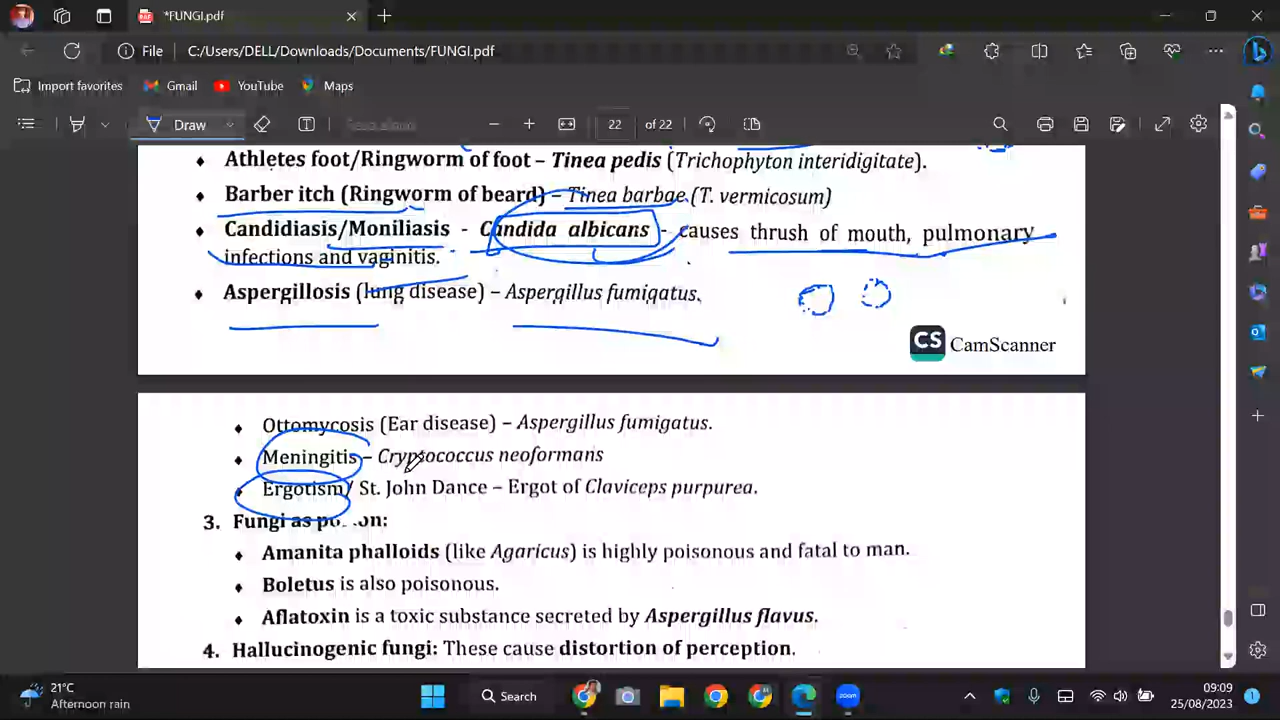 *FUNGI.pdf
File
C:/Users/DELL/Downloads/Documents/FUNGI.pdf
Import favorites Gmail YouTube Maps
Draw 22 of 22
Athletes foot/Ringworm of foot – Tinea pedis (Trichophyton interidigitate).
Barber itch (Ringworm of beard) – Tinea barbae (T. vermicosum)
Candidiasis/Moniliasis - Candida albicans - causes thrush of mouth, pulmonary
infections and vaginitis.
Aspergillosis (lung disease) – Aspergillus fumigatus.
CS CamScanner
Ottomycosis (Ear disease) – Aspergillus fumigatus.
Meningitis – Cryptococcus neoformans
Ergotism/ St. John Dance – Ergot of Claviceps purpurea.
3. Fungi as
Amanita phalloids (like Agaricus) is highly poisonous and fatal to man.
Boletus is also poisonous.
Aflatoxin is a toxic substance secreted by Aspergillus flavus.
4. Hallucinogenic fungi: These cause distortion of perception.
21°C
Afternoon rain
Search
zoom
09:09
25/08/2023